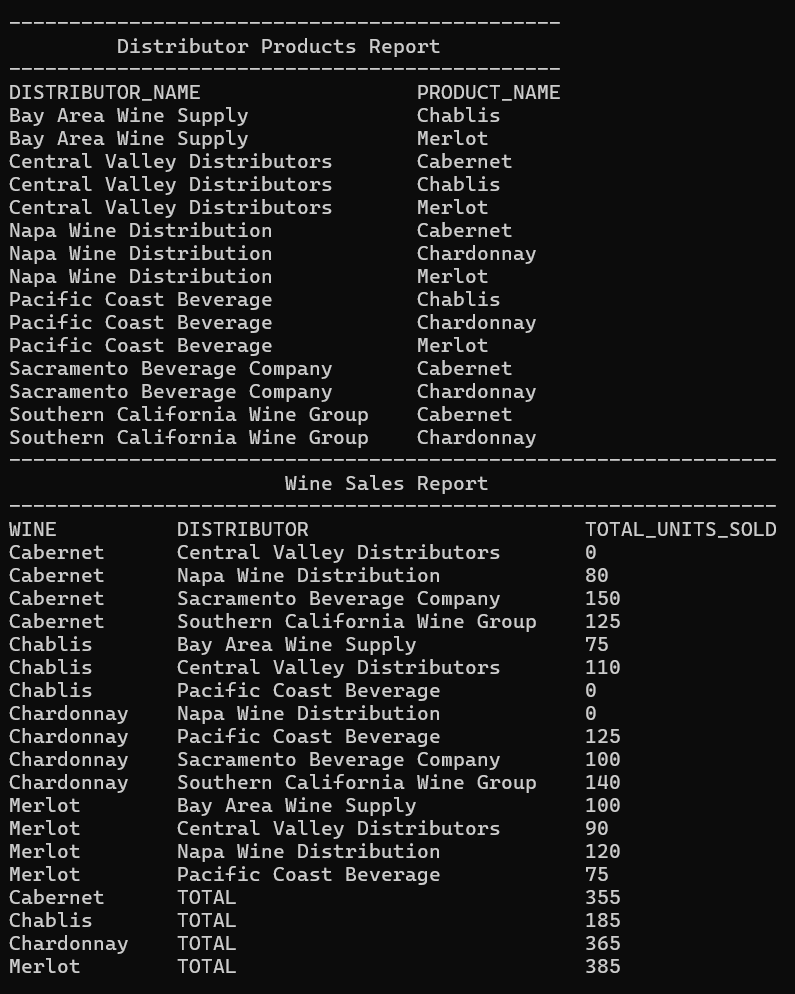 ----------------------------------------------
         Distributor Products Report
----------------------------------------------
DISTRIBUTOR_NAME                  PRODUCT_NAME
Bay Area Wine Supply              Chablis
Bay Area Wine Supply              Merlot
Central Valley Distributors       Cabernet
Central Valley Distributors       Chablis
Central Valley Distributors       Merlot
Napa Wine Distribution            Cabernet
Napa Wine Distribution            Chardonnay
Napa Wine Distribution            Merlot
Pacific Coast Beverage            Chablis
Pacific Coast Beverage            Chardonnay
Pacific Coast Beverage            Merlot
Sacramento Beverage Company       Cabernet
Sacramento Beverage Company       Chardonnay
Southern California Wine Group    Cabernet
Southern California Wine Group    Chardonnay
----------------------------------------------------------------
                       Wine Sales Report
----------------------------------------------------------------
WINE          DISTRIBUTOR                       TOTAL_UNITS_SOLD
Cabernet      Central Valley Distributors       0
Cabernet      Napa Wine Distribution            80
Cabernet      Sacramento Beverage Company       150
Cabernet      Southern California Wine Group    125
Chablis       Bay Area Wine Supply              75
Chablis       Central Valley Distributors       110
Chablis       Pacific Coast Beverage            0
Chardonnay    Napa Wine Distribution            0
Chardonnay    Pacific Coast Beverage            125
Chardonnay    Sacramento Beverage Company       100
Chardonnay    Southern California Wine Group    140
Merlot        Bay Area Wine Supply              100
Merlot        Central Valley Distributors       90
Merlot        Napa Wine Distribution            120
Merlot        Pacific Coast Beverage            75
Cabernet      TOTAL                             355
Chablis       TOTAL                             185
Chardonnay    TOTAL                             365
Merlot        TOTAL                             385